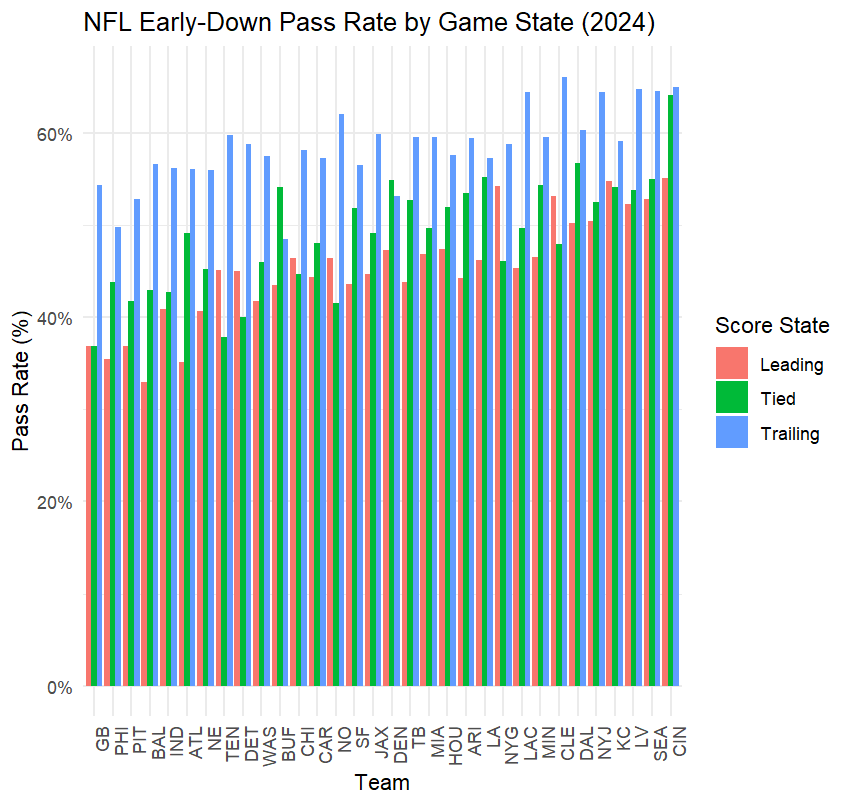 NFL Early-Down Pass Rate by Game State (2024)
Pass Rate (%)
60%
40%
20%
0%
GB
PHI
PIT
BAL
IND
ATL
NE
TEN
DET
WAS
BUF
CHI
CAR
NO
SF
JAX
DEN
TB
MIA
HOU
ARI
LA
NYG
LAC
MIN
CLE
DAL
NYJ
KC
LV
SEA
CIN
Team
Score State
Leading
Tied
Trailing